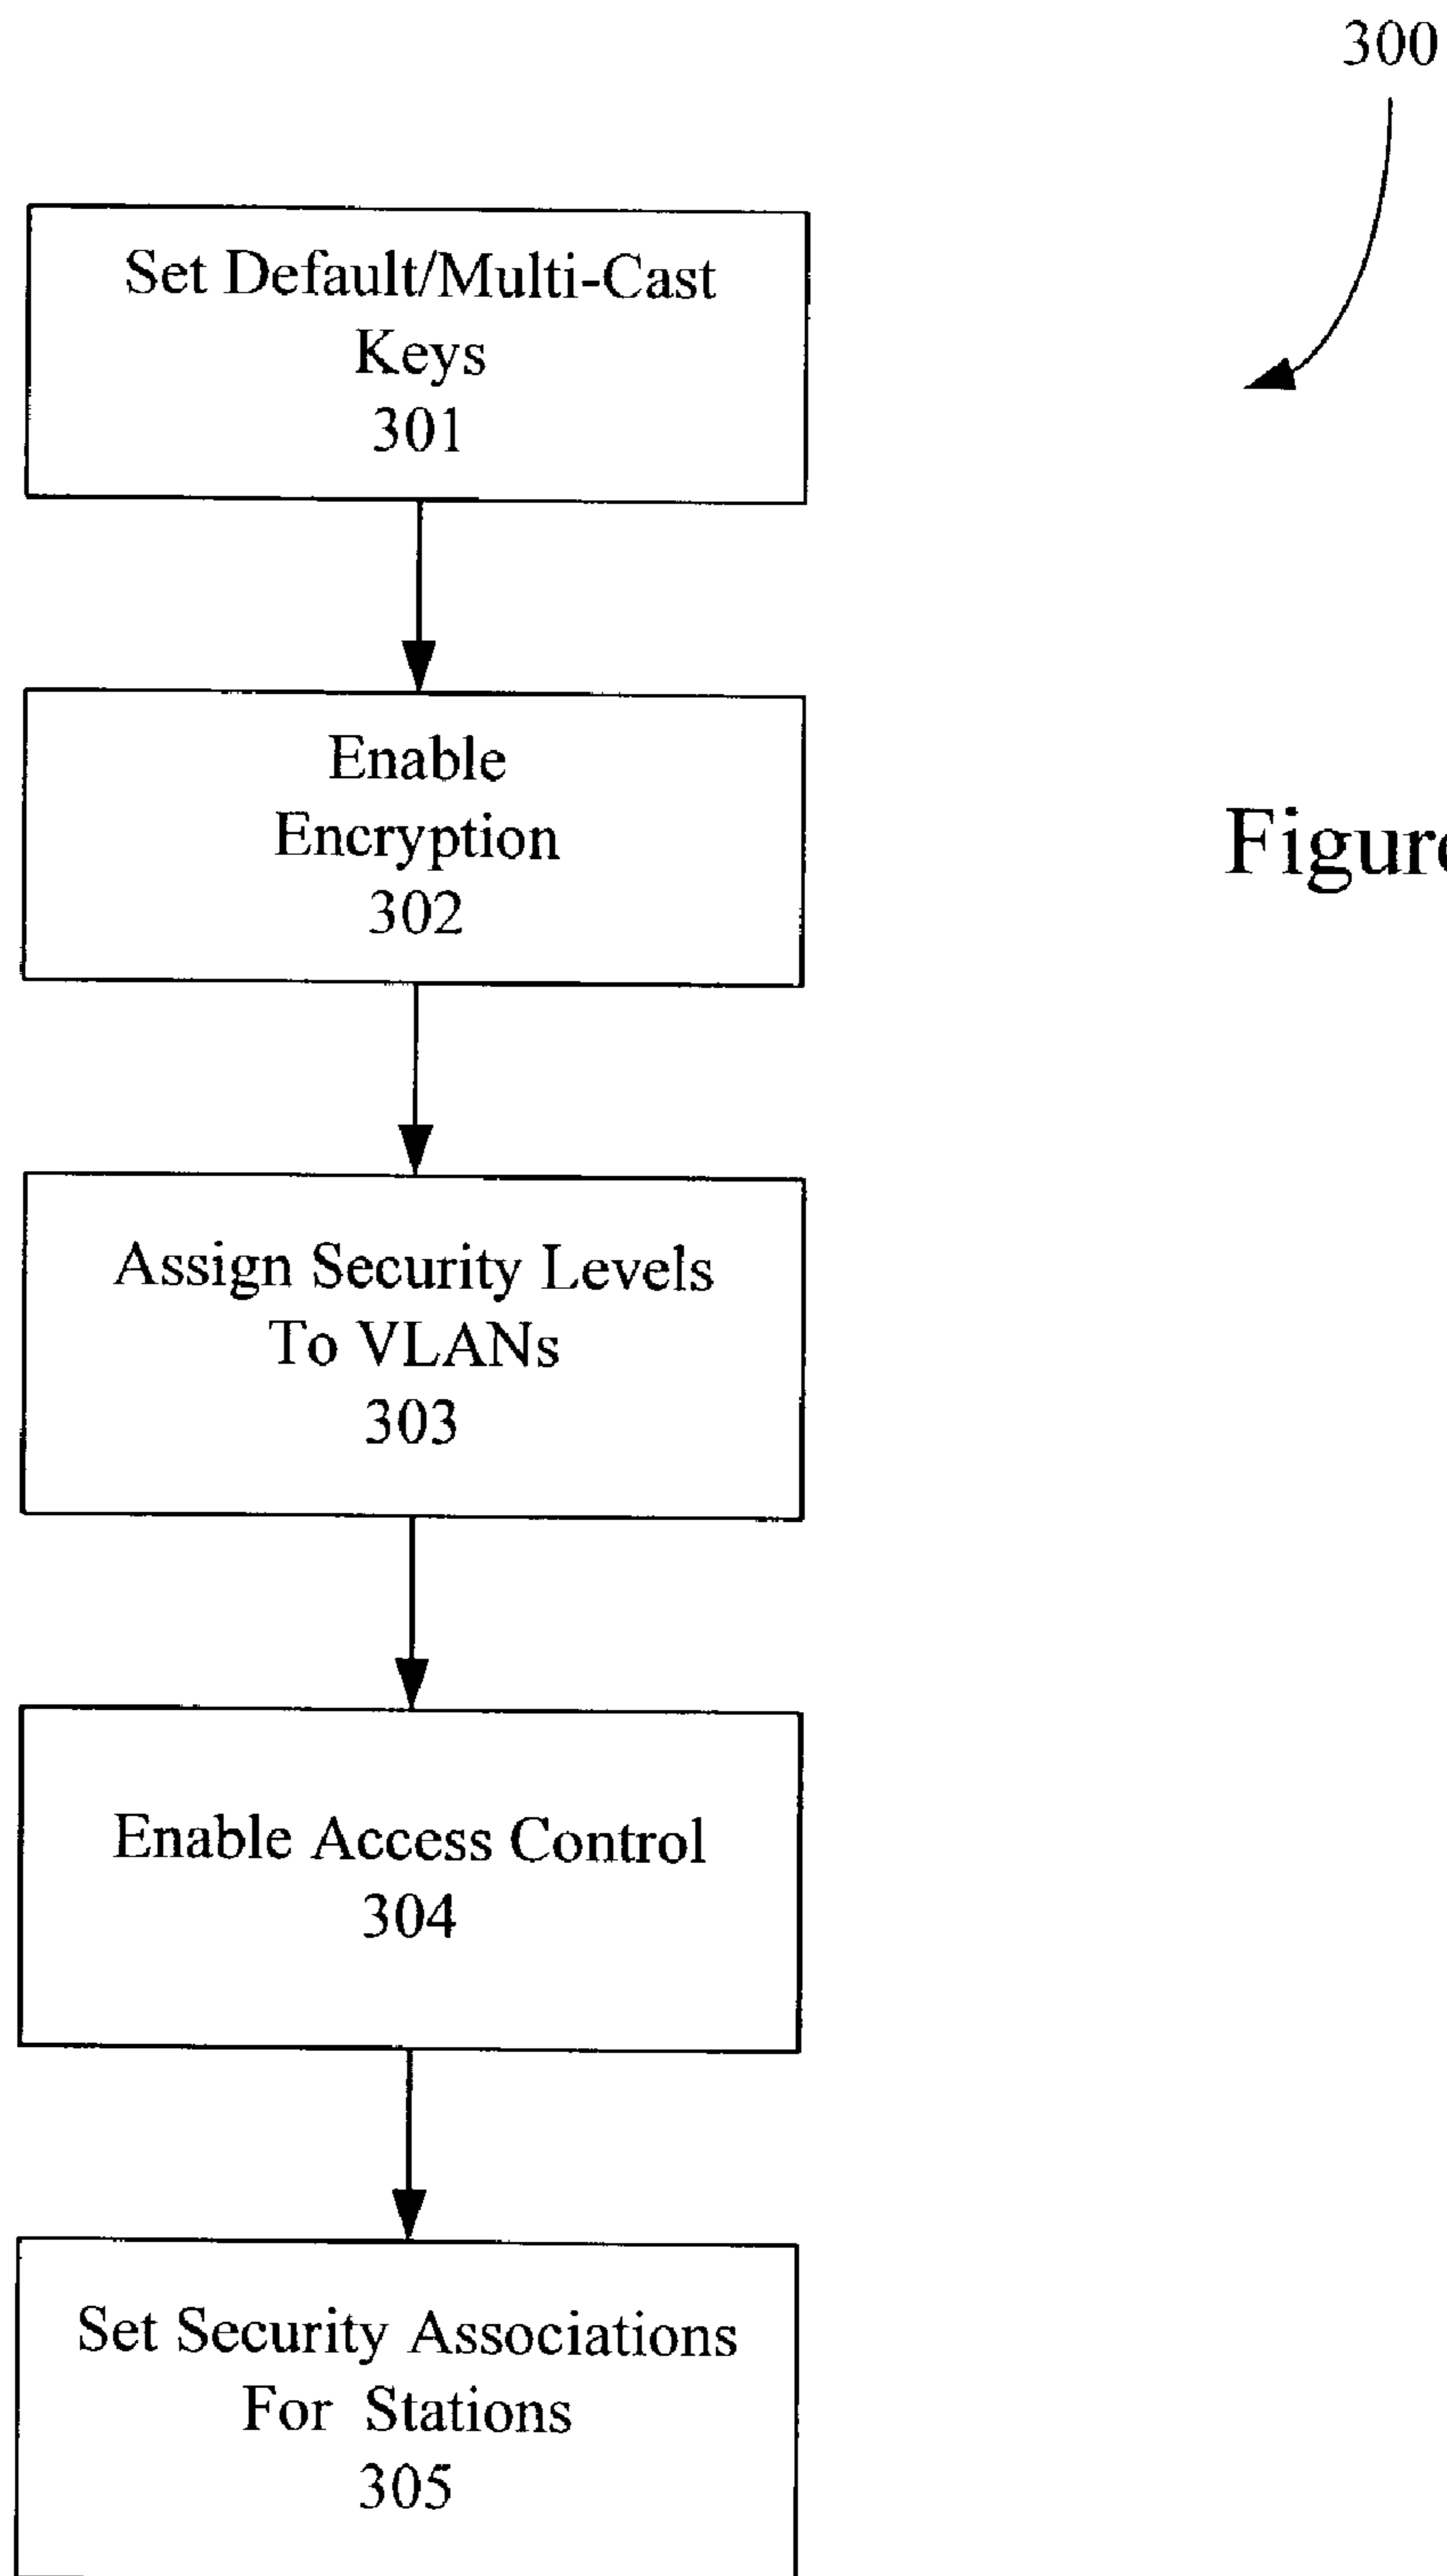 300
Set Default/Multi-Cast
Keys
301
Enable
Encryption
302
Figure
Assign Security Levels
To VLANs
303
Enable Access Control
304
Set Security Associations
For Stations
305